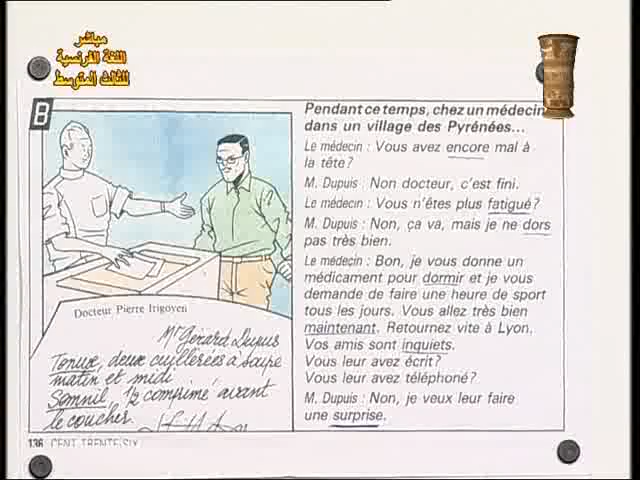 مباشر
اللغة الفرنسية
للثالث المتوسط
B
Pendant ce temps, chez un médecin
dans un village des Pyrénées...
Le médecin : Vous avez encore mal à
la tête?
M. Dupuis : Non docteur, c'est fini.
Le médecin : Vous n'êtes plus fatigué?
M. Dupuis : Non, ça va, mais je ne dors
pas très bien.
Le médecin : Bon, je vous donne un
médicament pour dormir et je vous
demande de faire une heure de sport
tous les jours. Vous allez très bien
maintenant. Retournez vite à Lyon.
Vos amis sont inquiets.
Vous leur avez écrit?
Vous leur avez téléphoné?
M. Dupuis : Non, je veux leur faire
une surprise.
Docteur Pierre Irigoyen
Mr Gérard Dupuis
Tonux, deux cuillerées à soupe
matin et midi
Somnil, 1/2 comprimé avant
le coucher.
136 CENT TRENTE SIX